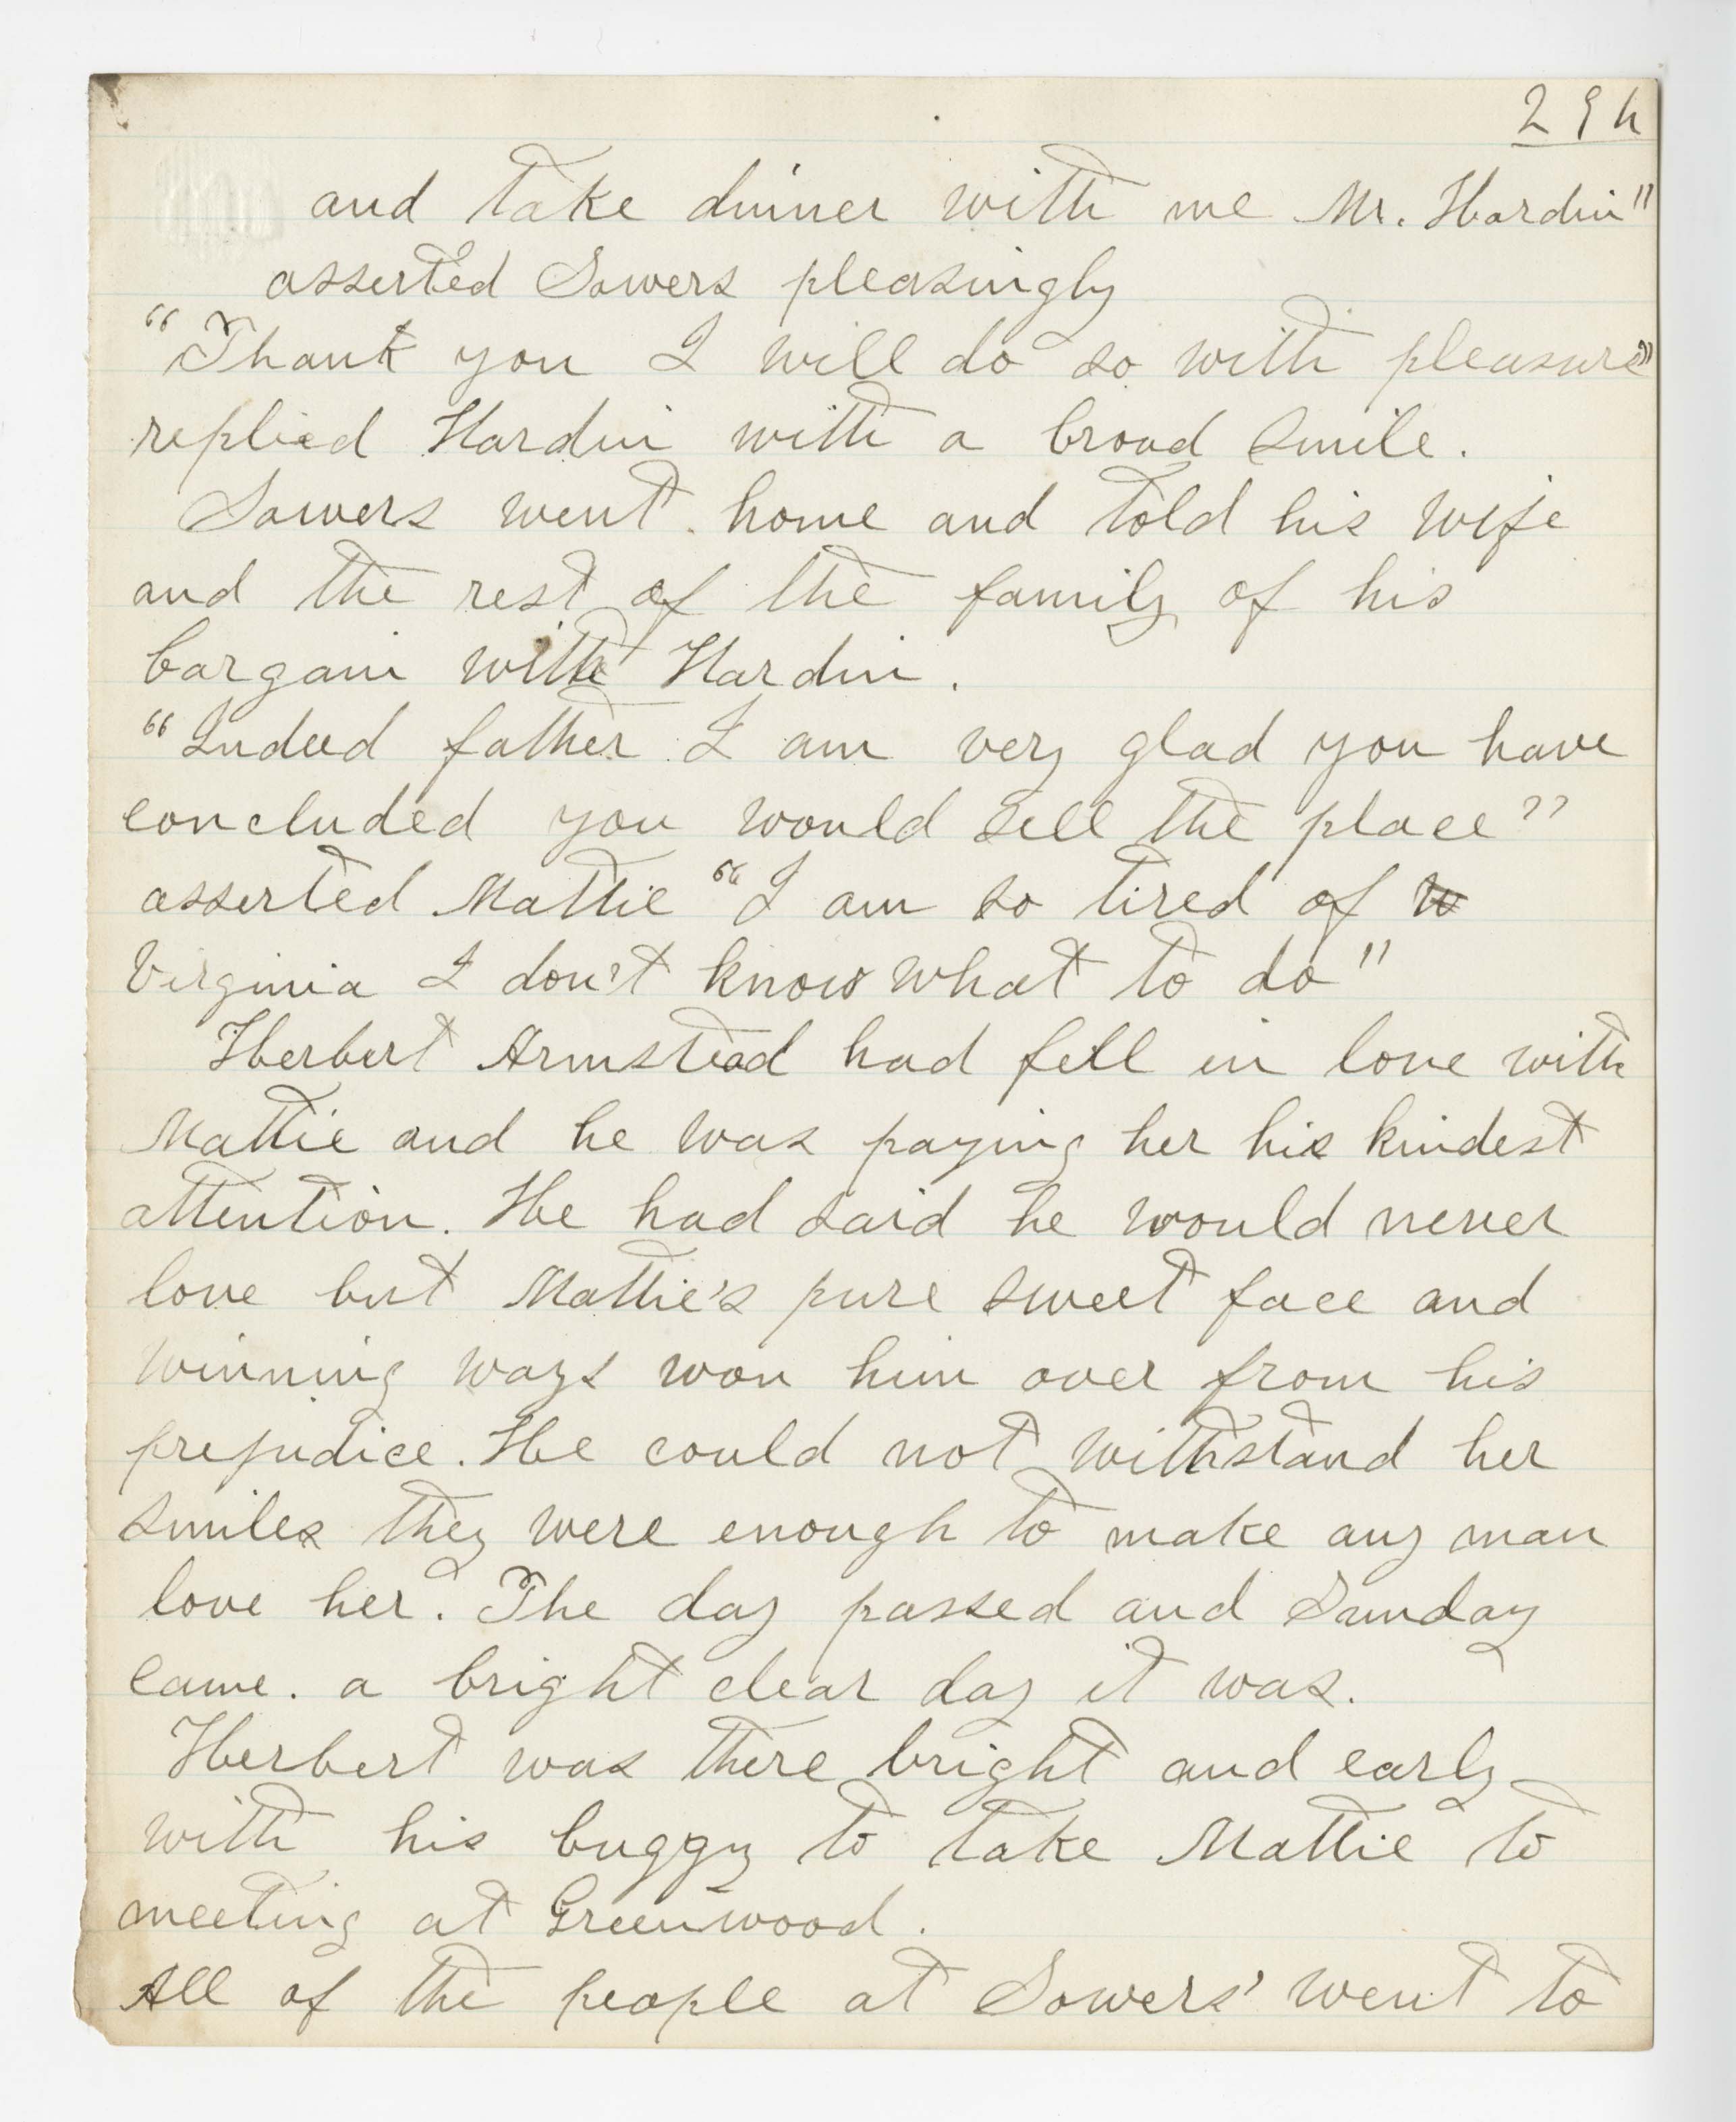 294
and take dinner with me Mr. Hardin"
asserted Sowers pleasingly
"Thank you I will do so with pleasure"
replied Hardin with a broad smile.
Sowers went home and told his wife
and the rest of the family of his
bargain with Hardin.
"Indeed father I am very glad you have
concluded you would sell the place"
asserted Mattie "I am so tired of
Virginia I don't know what to do"
Herbert Armstead had fell in love with
Mattie and he was paying her his kindest
attention. He had said he would never
love but Mattie's pure sweet face and
winning ways won him over from his
prejudice. He could not withstand her
smiles they were enough to make any man
love her. The day passed and Sunday
came. a bright clear day it was.
Herbert was there bright and early
with his buggy to take Mattie to
meeting at Greenwood.
All of the people at Sowers' went to